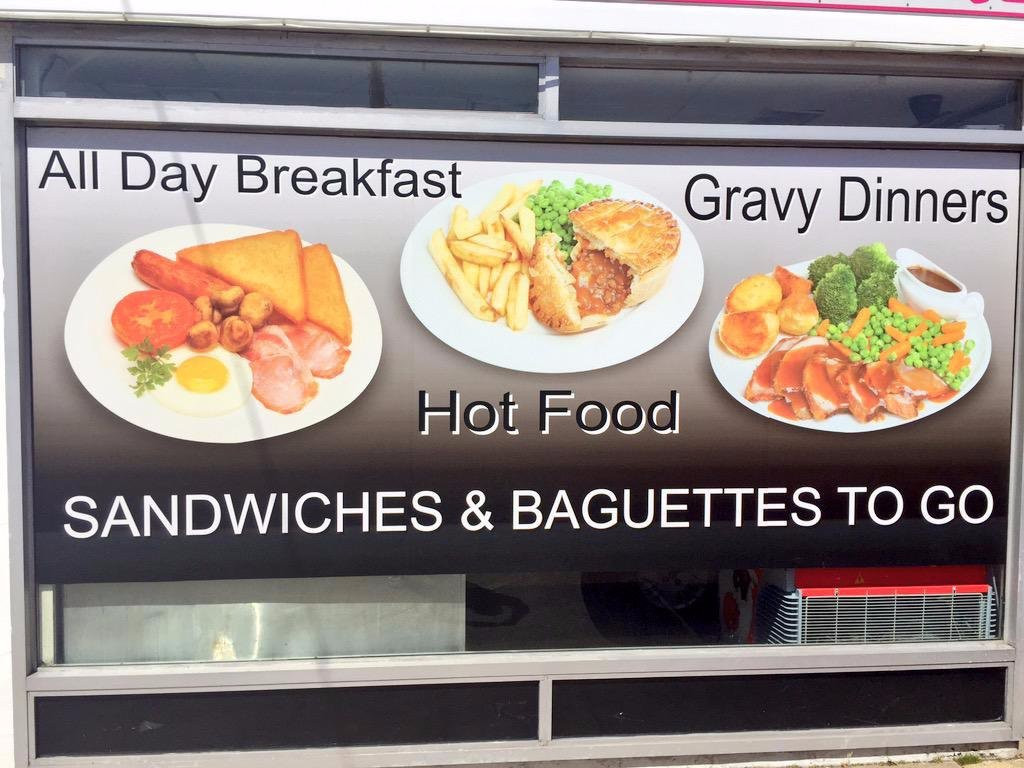 All Day Breakfast
Gravy Dinners
Hot Food
SANDWICHES & BAGUETTES TO GO